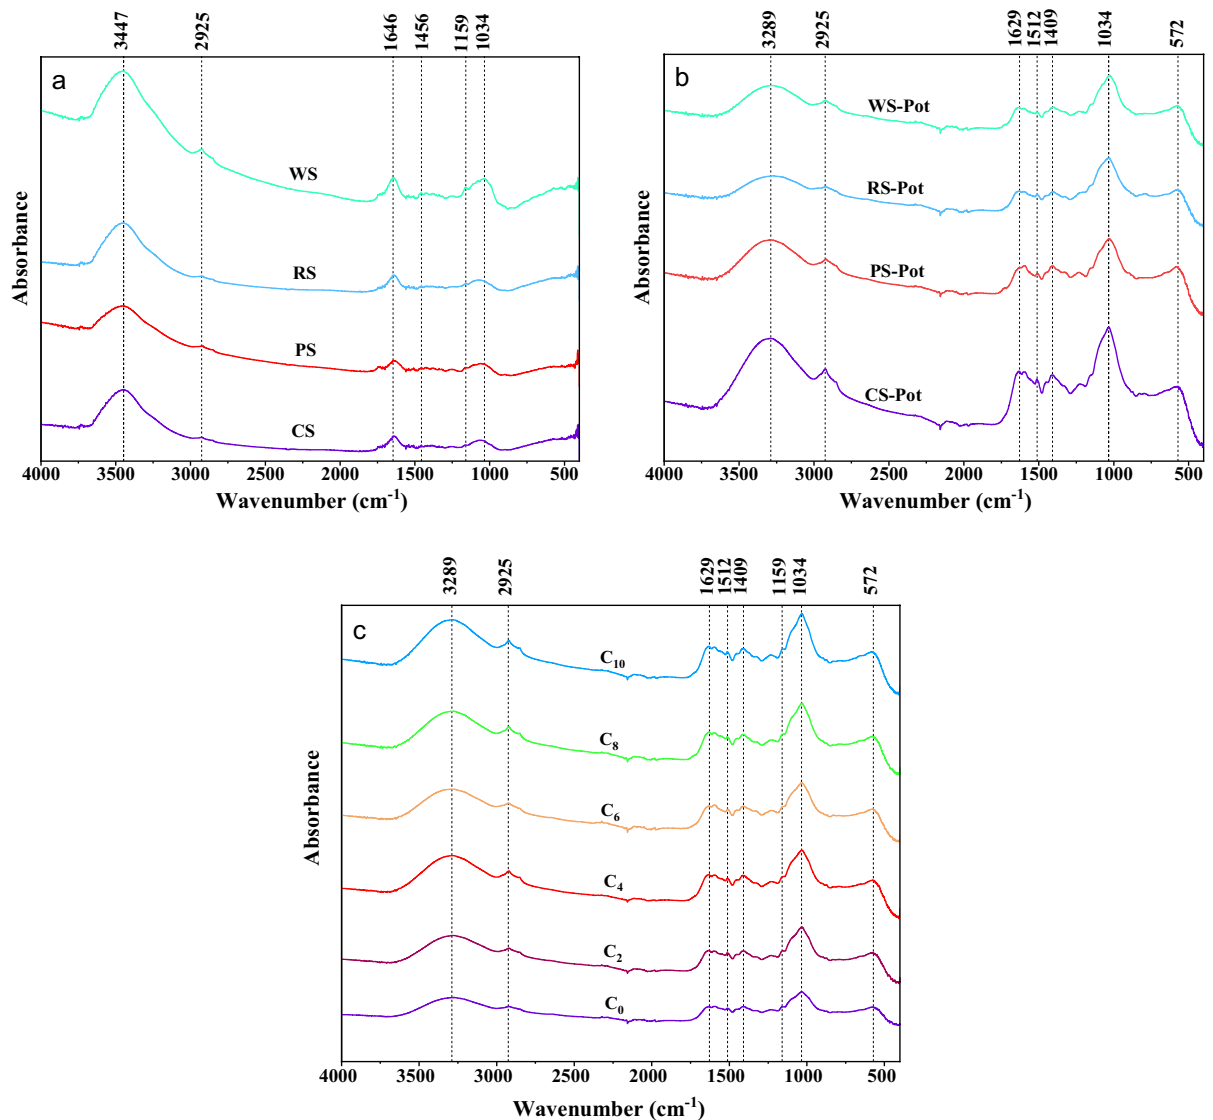 3447 2925 1646 1456 1159 1034
a
WS
RS
PS
CS
Absorbance
4000 3500 3000 2500 2000 1500 1000 500
Wavenumber (cm⁻¹)
3289 2925 1629 1512 1409 1034 572
b
WS-Pot
RS-Pot
PS-Pot
CS-Pot
Absorbance
4000 3500 3000 2500 2000 1500 1000 500
Wavenumber (cm⁻¹)
3289 2925 1629 1512 1409 1159 1034 572
c
C₁₀
C₈
C₆
C₄
C₂
C₀
Absorbance
4000 3500 3000 2500 2000 1500 1000 500
Wavenumber (cm⁻¹)